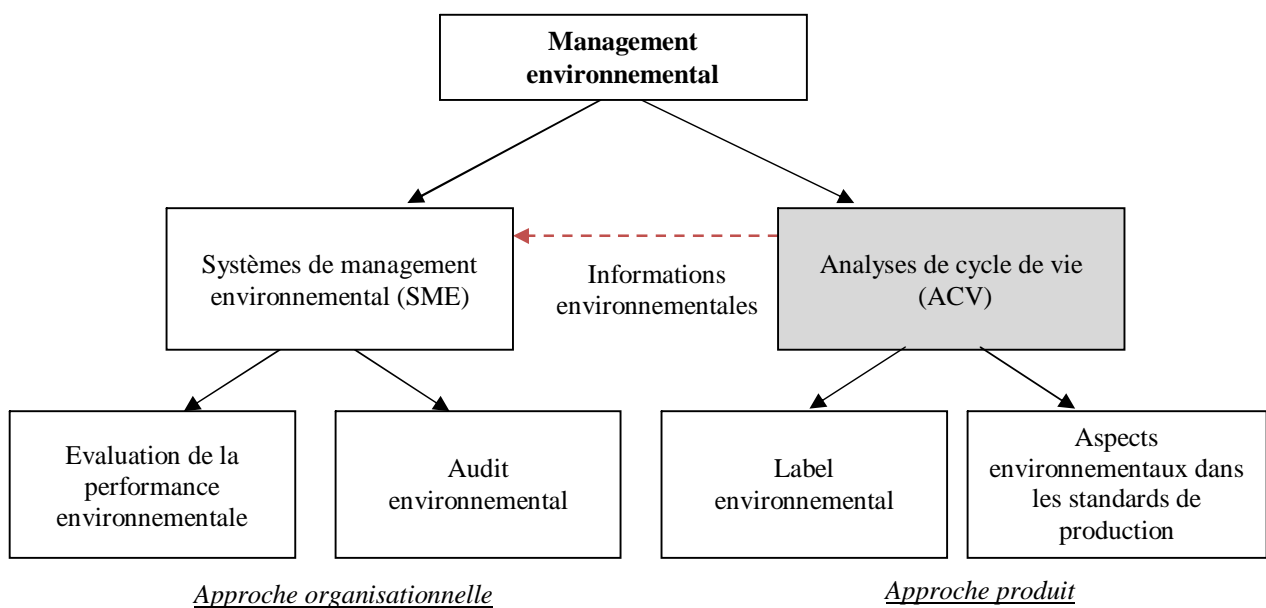 Management
environnemental
Systèmes de management
environnemental (SME)
Informations
environnementales
Analyses de cycle de vie
(ACV)
Evaluation de la
performance
environnementale
Audit
environnemental
Label
environnemental
Aspects
environnementaux dans
les standards de
production
Approche organisationnelle
Approche produit